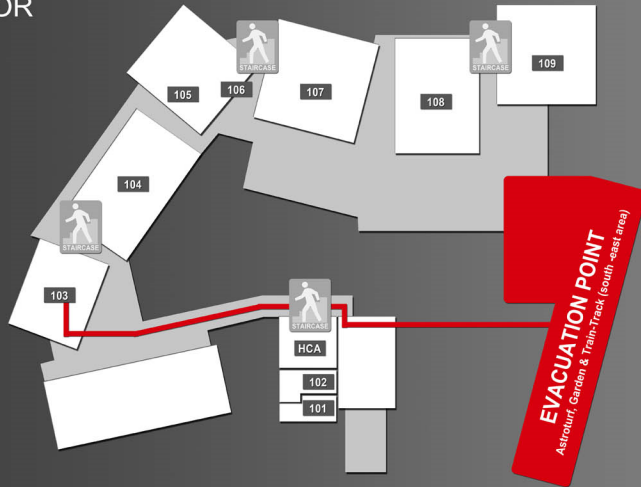 OR
STAIRCASE
STAIRCASE
109
105
106
107
108
104
STAIRCASE
103
STAIRCASE
HCA
102
101
EVACUATION POINT
Astroturf, Garden & Train-Track (south -east area)